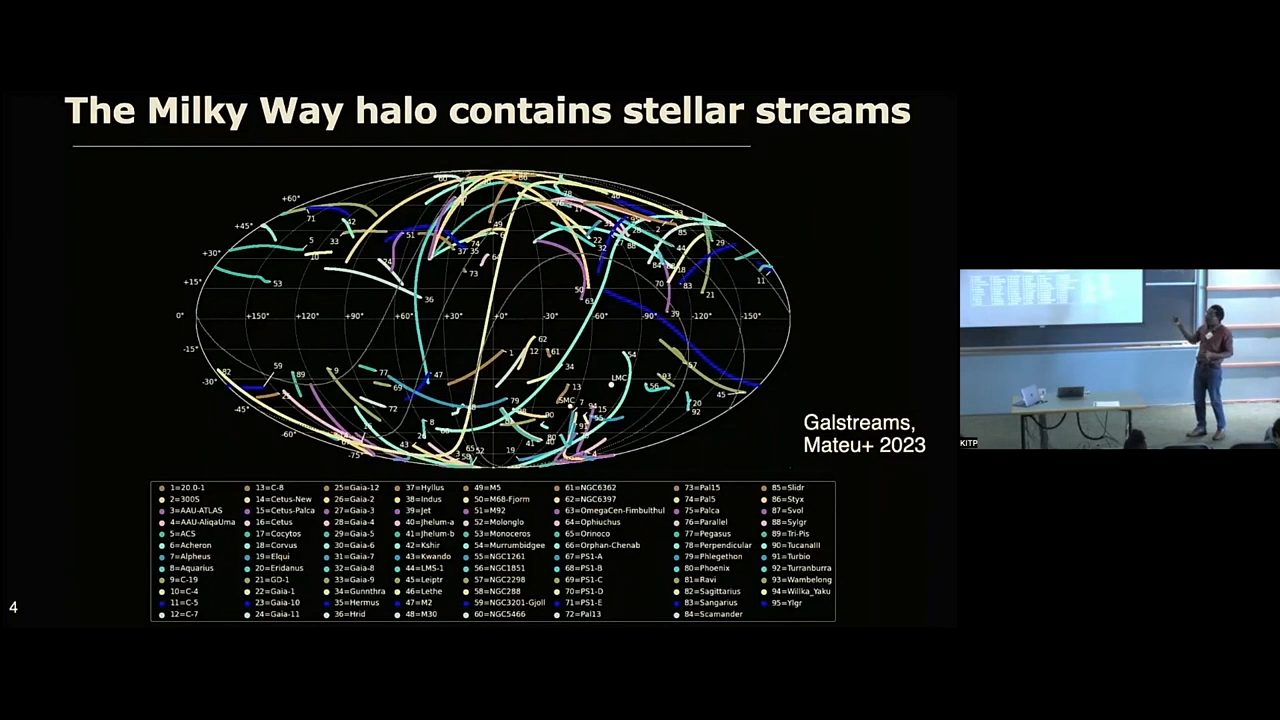 The Milky Way halo contains stellar streams
+60°
+45°
+30°
+15°
0°
-15°
-30°
-45°
-60°
-75°
+150° +120° +90° +60° +30° +0° -30° -60° -90° -120° -150°
LMC
SMC
Galstreams,
Mateu+ 2023
1=20.0-1 13=C-8 25=Gaia-12 37=Hyllus 49=M5 61=NGC6362 73=Pal15 85=Slidr
2=300S 14=Cetus-New 26=Gaia-2 38=Indus 50=M68-Fjorm 62=NGC6397 74=Pal5 86=Styx
3=AAU-ATLAS 15=Cetus-Palca 27=Gaia-3 39=Jet 51=M92 63=OmegaCen-Fimbulthul 75=Palca 87=Svol
4=AAU-AliqaUma 16=Cetus 28=Gaia-4 40=Jhelum-a 52=Molonglo 64=Ophiuchus 76=Parallel 88=Sylgr
5=ACS 17=Cocytos 29=Gaia-5 41=Jhelum-b 53=Monoceros 65=Orinoco 77=Pegasus 89=Tri-Pis
6=Acheron 18=Corvus 30=Gaia-6 42=Kshir 54=Murrumbidgee 66=Orphan-Chenab 78=Perpendicular 90=TucanaIII
7=Alpheus 19=Elqui 31=Gaia-7 43=Kwando 55=NGC1261 67=PS1-A 79=Phlegethon 91=Turbio
8=Aquarius 20=Eridanus 32=Gaia-8 44=LMS-1 56=NGC1851 68=PS1-B 80=Phoenix 92=Turranburra
9=C-19 21=GD-1 33=Gaia-9 45=Leiptr 57=NGC2298 69=PS1-C 81=Ravi 93=Wambelong
10=C-4 22=Gaia-1 34=Gunnthra 46=Lethe 58=NGC288 70=PS1-D 82=Sagittarius 94=Willka_Yaku
11=C-5 23=Gaia-10 35=Hermus 47=M2 59=NGC3201-Gjoll 71=PS1-E 83=Sangarius 95=Ylgr
12=C-7 24=Gaia-11 36=Hrid 48=M30 60=NGC5466 72=Pal13 84=Scamander
4
KITP